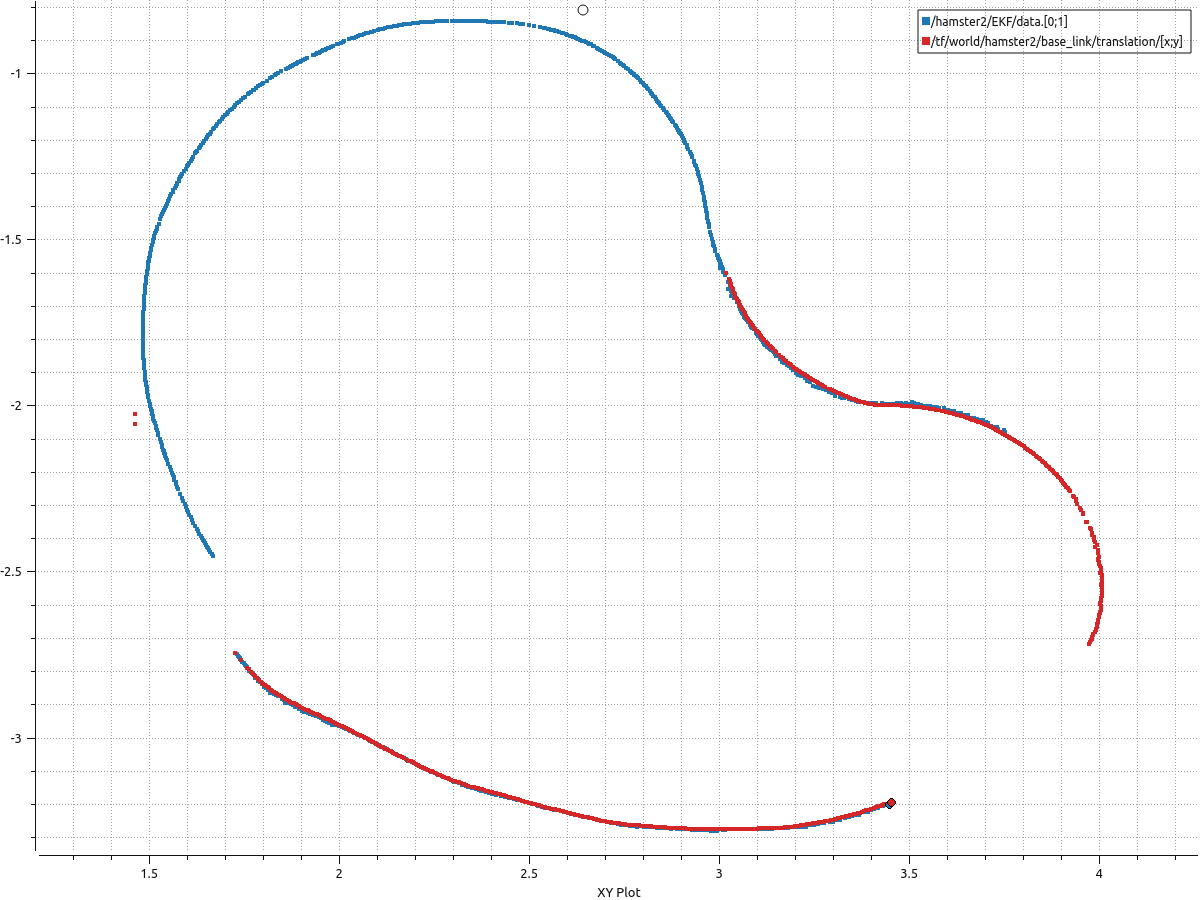 /hamster2/EKF/data.[0;1]
/tf/world/hamster2/base_link/translation/[x;y]
-1
-1.5
-2
-2.5
-3
1.5 2 2.5 3 3.5 4
XY Plot